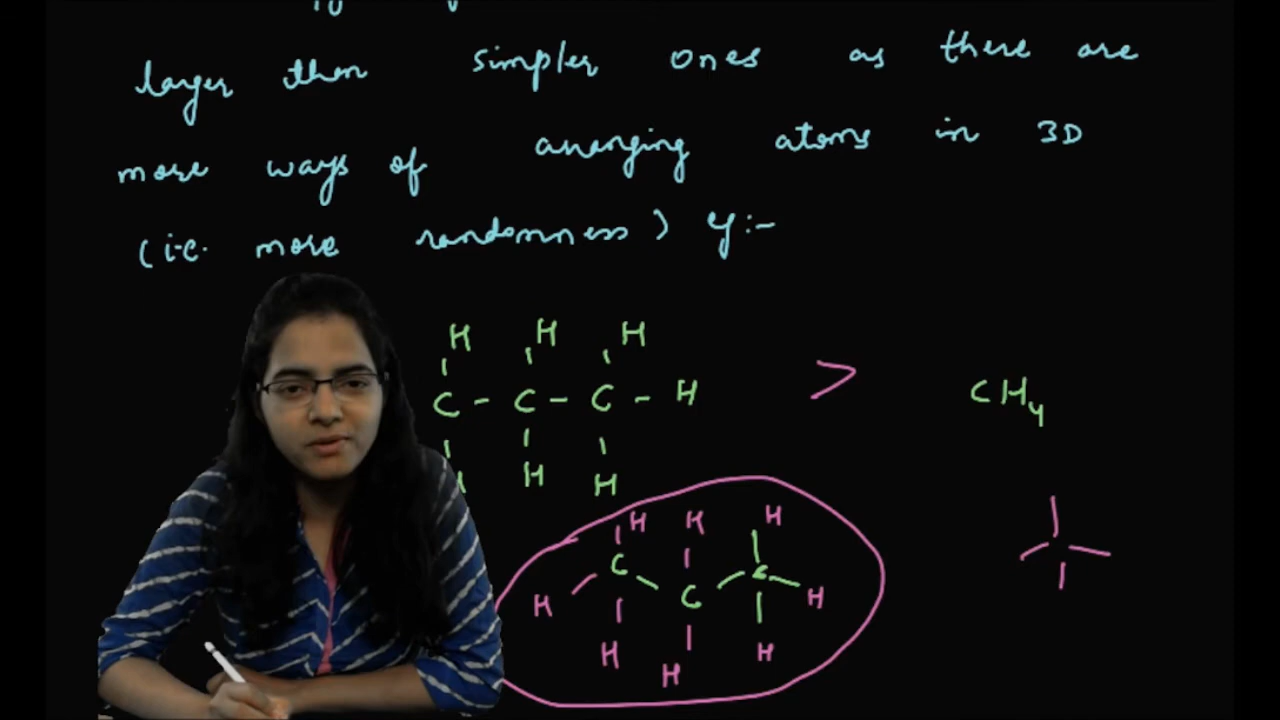 larger than simpler ones as there are
more ways of arranging atoms in 3D
(i.e. more randomness) eg:-
H H H
C - C - C - H > CH4
H H
H H H
C C C
H H
H H H